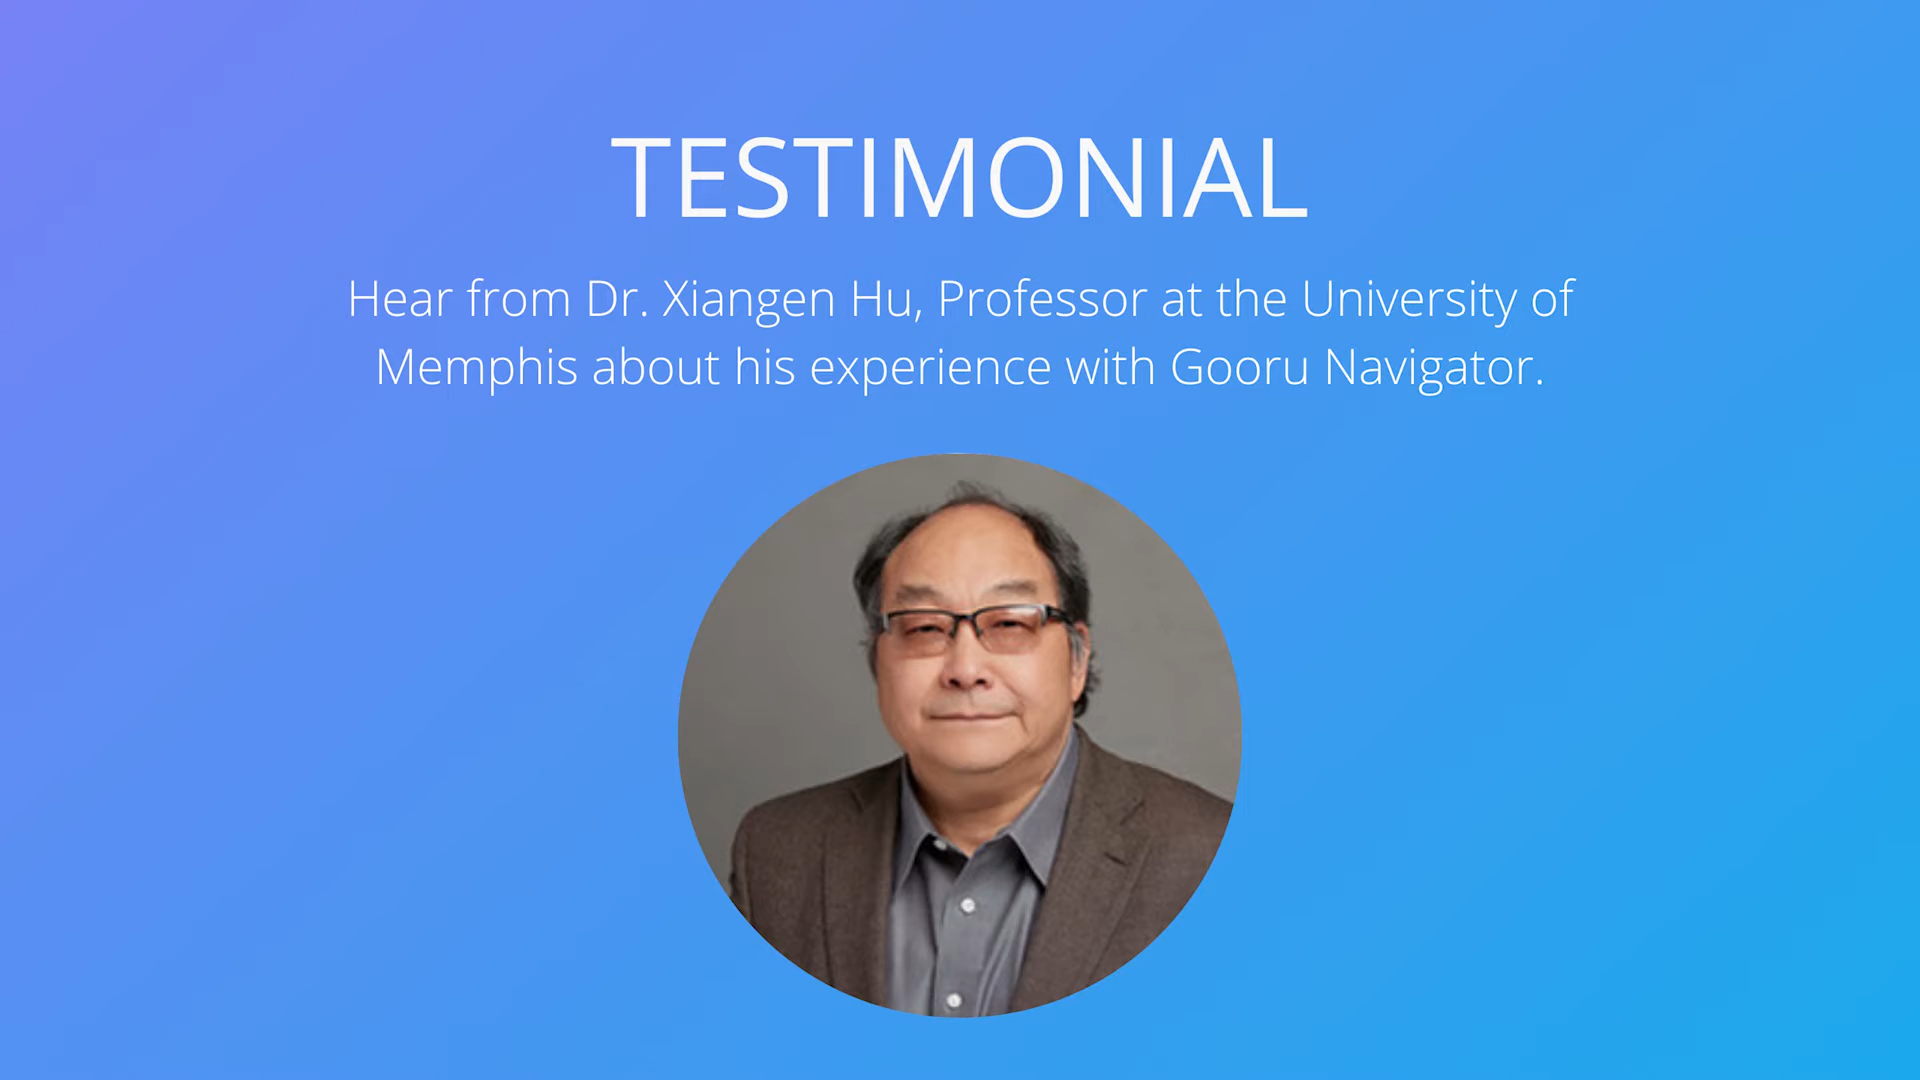 TESTIMONIAL
Hear from Dr. Xiangen Hu, Professor at the University of
Memphis about his experience with Gooru Navigator.